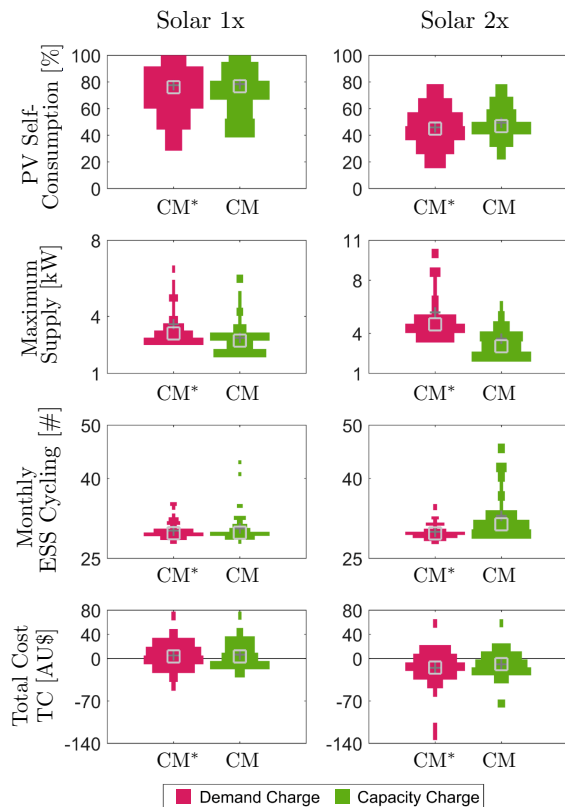 Solar 1x
Solar 2x
PV Self-
Consumption [%]
100
80
60
40
20
0
CM*
CM
100
80
60
40
20
0
CM*
CM
Maximum
Supply [kW]
8
4
1
CM*
CM
11
8
4
1
CM*
CM
Monthly
ESS Cycling [#]
50
40
25
CM*
CM
50
40
25
CM*
CM
Total Cost
TC [AU$]
80
40
0
-70
-140
CM*
CM
80
40
0
-70
-140
CM*
CM
Demand Charge
Capacity Charge